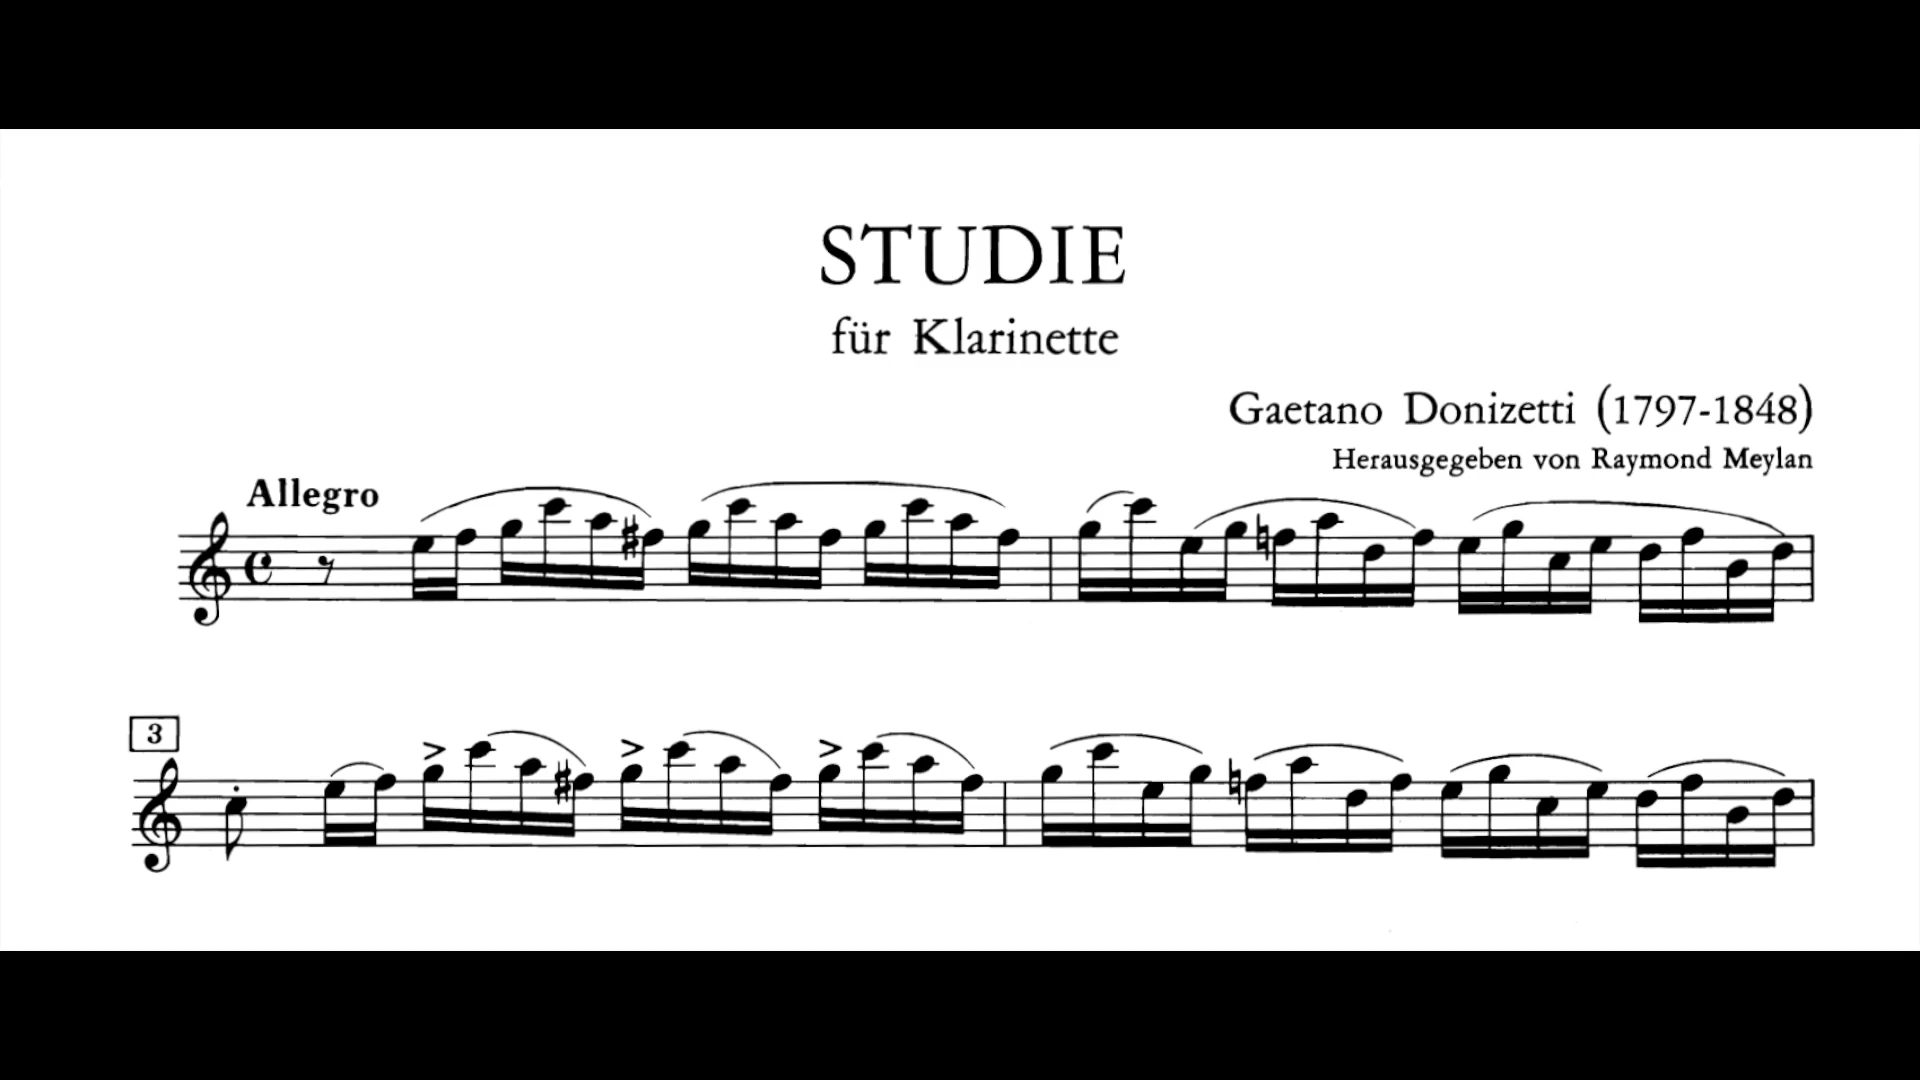 STUDIE
für Klarinette
Gaetano Donizetti (1797-1848)
Herausgegeben von Raymond Meylan
Allegro
3